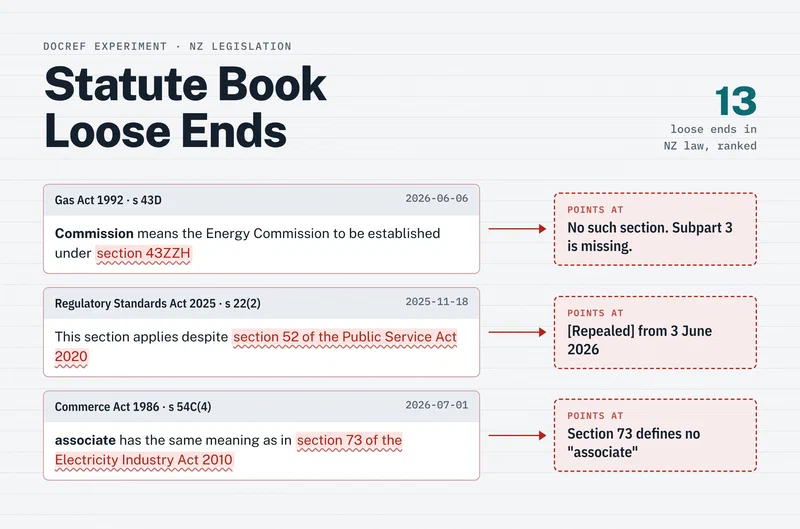 DOCREF EXPERIMENT · NZ LEGISLATION
Statute Book
Loose Ends
13
loose ends in
NZ law, ranked
Gas Act 1992 · s 43D
2026-06-06
Commission means the Energy Commission to be established
under section 43ZZH
POINTS AT
No such section. Subpart 3
is missing.
Regulatory Standards Act 2025 · s 22(2)
2025-11-18
This section applies despite section 52 of the Public Service Act
2020
POINTS AT
[Repealed] from 3 June
2026
Commerce Act 1986 · s 54C(4)
2026-07-01
associate has the same meaning as in section 73 of the
Electricity Industry Act 2010
POINTS AT
Section 73 defines no
"associate"